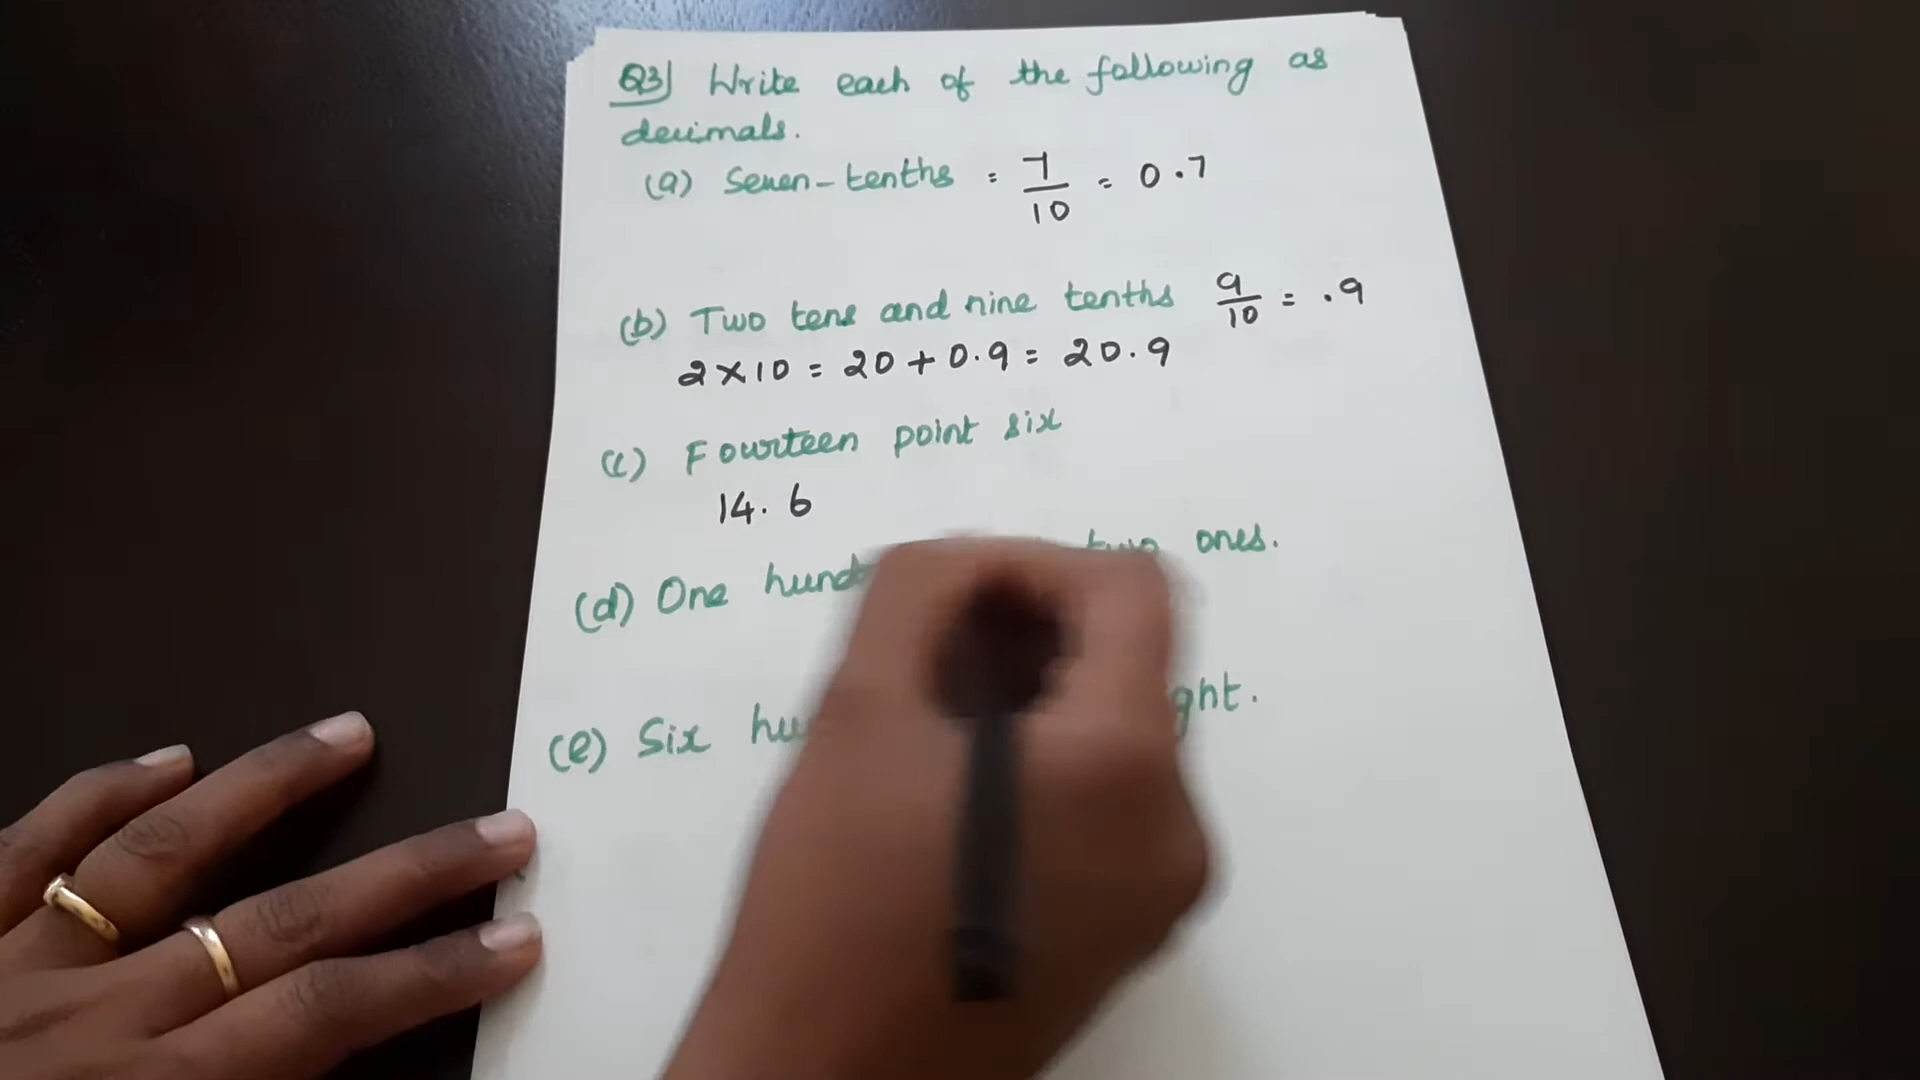 Q3) Write each of the following as
decimals.
(a) Seven-tenths = 7/10 = 0.7
(b) Two tens and nine tenths 9/10 = .9
2×10 = 20 + 0.9 = 20.9
(c) Fourteen point six
14.6
(d) One two ones.
(e) Six